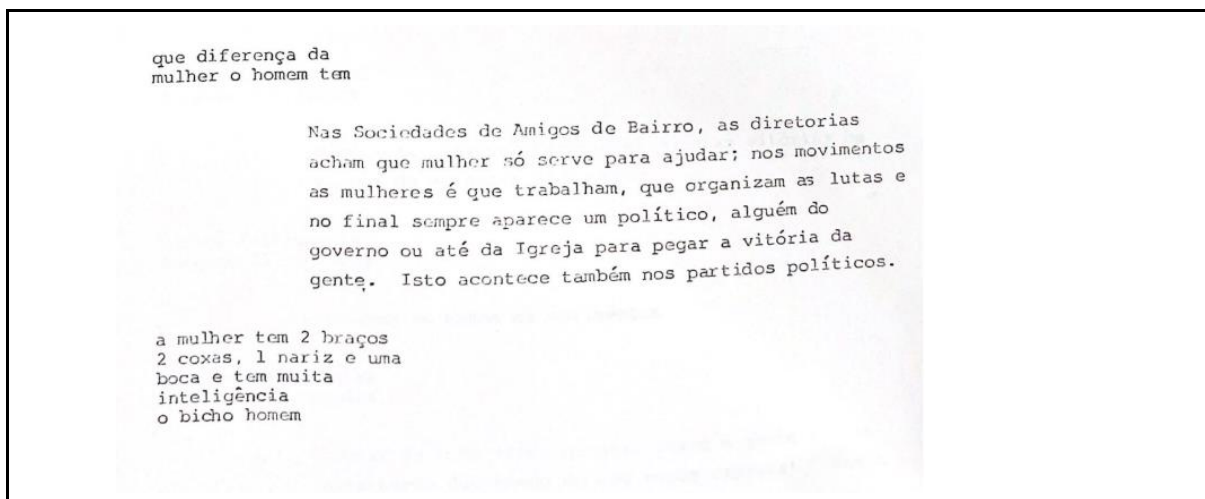 que diferença da
mulher o homem tem
Nas Sociedades de Amigos de Bairro, as diretorias
acham que mulher só serve para ajudar; nos movimentos
as mulheres é que trabalham, que organizam as lutas e
no final sempre aparece um político, alguém do
governo ou até da Igreja para pegar a vitória da
gente. Isto acontece também nos partidos políticos.
a mulher tem 2 braços
2 coxas, 1 nariz e uma
boca e tem muita
inteligência
o bicho homem